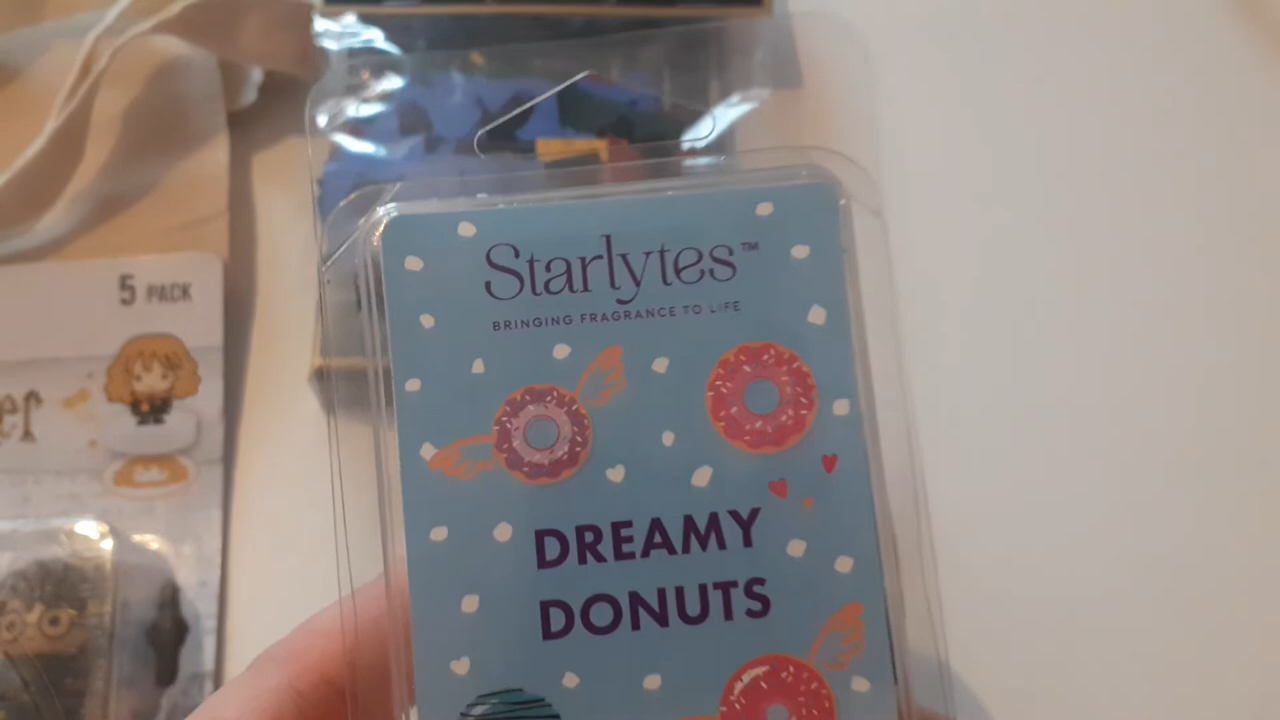 Starlytes™
BRINGING FRAGRANCE TO LIFE
DREAMY
DONUTS
5 PACK